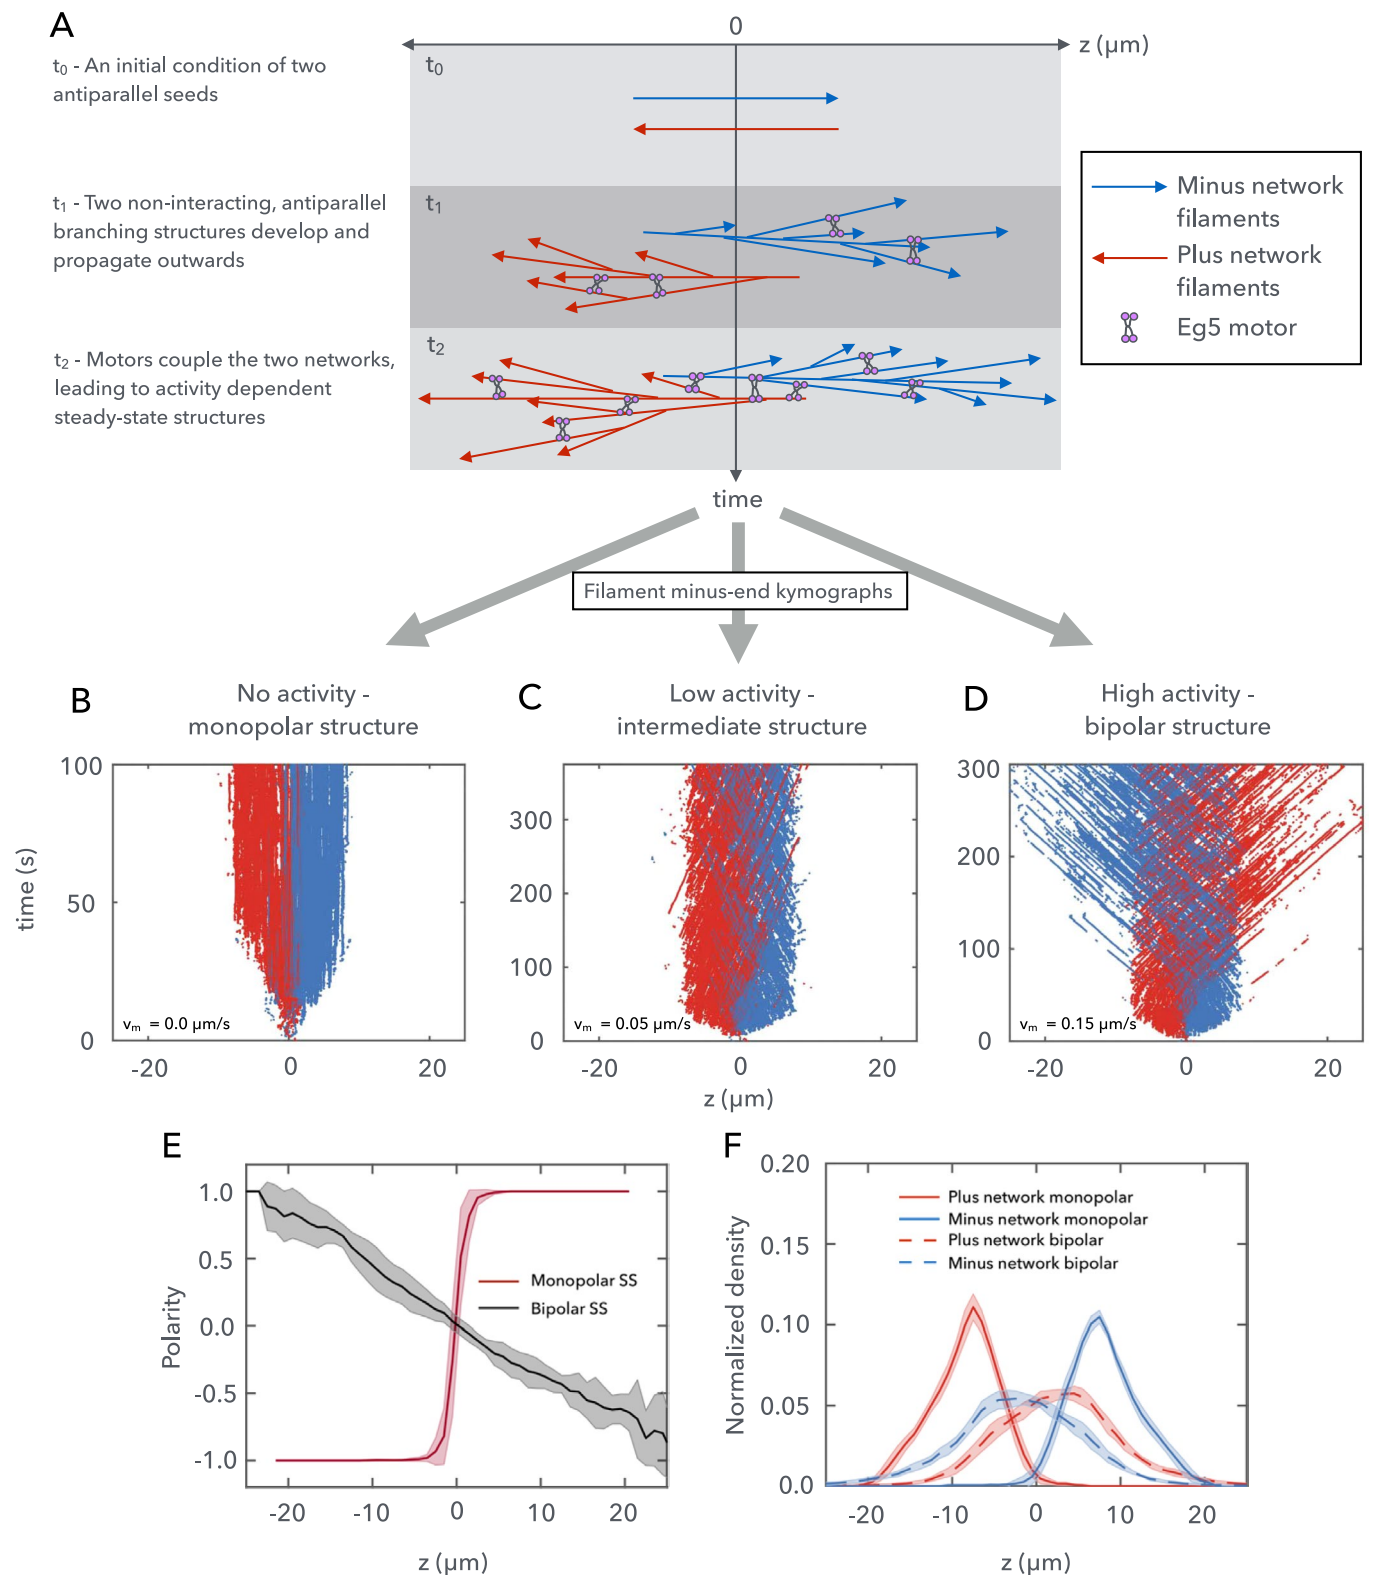 A
0
z (µm)
t₀ - An initial condition of two
antiparallel seeds
t₀
t₁ - Two non-interacting, antiparallel
branching structures develop and
propagate outwards
t₁
Minus network
filaments
Plus network
filaments
Eg5 motor
t₂ - Motors couple the two networks,
leading to activity dependent
steady-state structures
t₂
time
Filament minus-end kymographs
B
No activity -
monopolar structure
C
Low activity -
intermediate structure
D
High activity -
bipolar structure
time (s)
100
50
0
vₘ = 0.0 µm/s
-20
0
20
300
200
100
0
vₘ = 0.05 µm/s
-20
0
20
z (µm)
300
200
100
0
vₘ = 0.15 µm/s
-20
0
20
E
Polarity
1.0
0.5
0.0
-0.5
-1.0
Monopolar SS
Bipolar SS
-20
-10
0
10
20
z (µm)
F
Normalized density
0.20
0.15
0.10
0.05
0.0
Plus network monopolar
Minus network monopolar
Plus network bipolar
Minus network bipolar
-20
-10
0
10
20
z (µm)